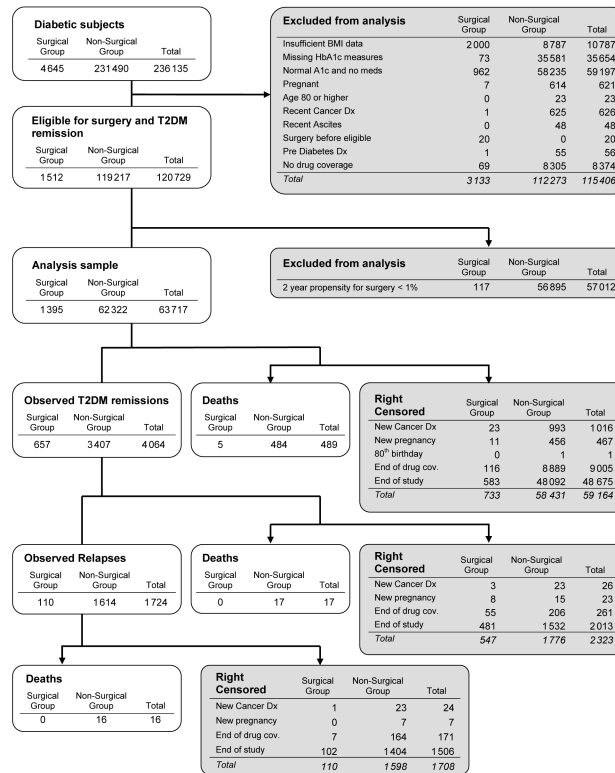 Diabetic subjects
Surgical Group Non-Surgical Group Total
4645 231490 236135
Excluded from analysis Surgical Group Non-Surgical Group Total
Insufficient BMI data 2000 8787 10787
Missing HbA1c measures 73 35581 35654
Normal A1c and no meds 962 58235 59197
Pregnant 7 614 621
Age 80 or higher 0 23 23
Recent Cancer Dx 1 625 626
Recent Ascites 0 48 48
Surgery before eligible 20 0 20
Pre Diabetes Dx 1 55 56
No drug coverage 69 8305 8374
Total 3133 112273 115406
Eligible for surgery and T2DM
remission
Surgical Group Non-Surgical Group Total
1512 119217 120729
Excluded from analysis Surgical Group Non-Surgical Group Total
2 year propensity for surgery < 1% 117 56895 57012
Analysis sample
Surgical Group Non-Surgical Group Total
1395 62322 63717
Observed T2DM remissions
Surgical Group Non-Surgical Group Total
657 3407 4064
Deaths
Surgical Group Non-Surgical Group Total
5 484 489
Right Censored Surgical Group Non-Surgical Group Total
New Cancer Dx 23 993 1016
New pregnancy 11 456 467
80th birthday 0 1 1
End of drug cov. 116 8889 9005
End of study 583 48092 48 675
Total 733 58 431 59 164
Observed Relapses
Surgical Group Non-Surgical Group Total
110 1614 1724
Deaths
Surgical Group Non-Surgical Group Total
0 17 17
Right Censored Surgical Group Non-Surgical Group Total
New Cancer Dx 3 23 26
New pregnancy 8 15 23
End of drug cov. 55 206 261
End of study 481 1532 2013
Total 547 1776 2323
Deaths
Surgical Group Non-Surgical Group Total
0 16 16
Right Censored Surgical Group Non-Surgical Group Total
New Cancer Dx 1 23 24
New pregnancy 0 7 7
End of drug cov. 7 164 171
End of study 102 1404 1506
Total 110 1598 1708